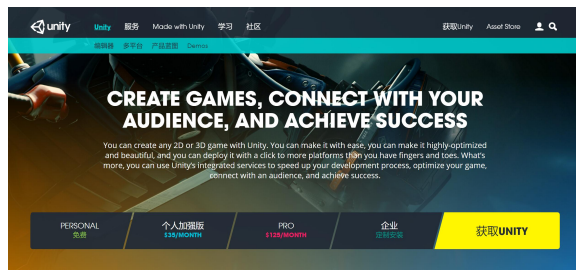 unity Unity 服务 Made with Unity 学习 社区 获取Unity Asset Store
编辑器 多平台 产品蓝图 Demos
CREATE GAMES, CONNECT WITH YOUR
AUDIENCE, AND ACHIEVE SUCCESS
You can create any 2D or 3D game with Unity. You can make it with ease, you can make it highly-optimized
and beautiful, and you can deploy it with a click to more platforms than you have fingers and toes. What's
more, you can use Unity's integrated services to speed up your development process, optimize your game,
connect with an audience, and achieve success.
PERSONAL 个人加强版 PRO 企业 获取UNITY
免费 $35/MONTH $125/MONTH 定制安装